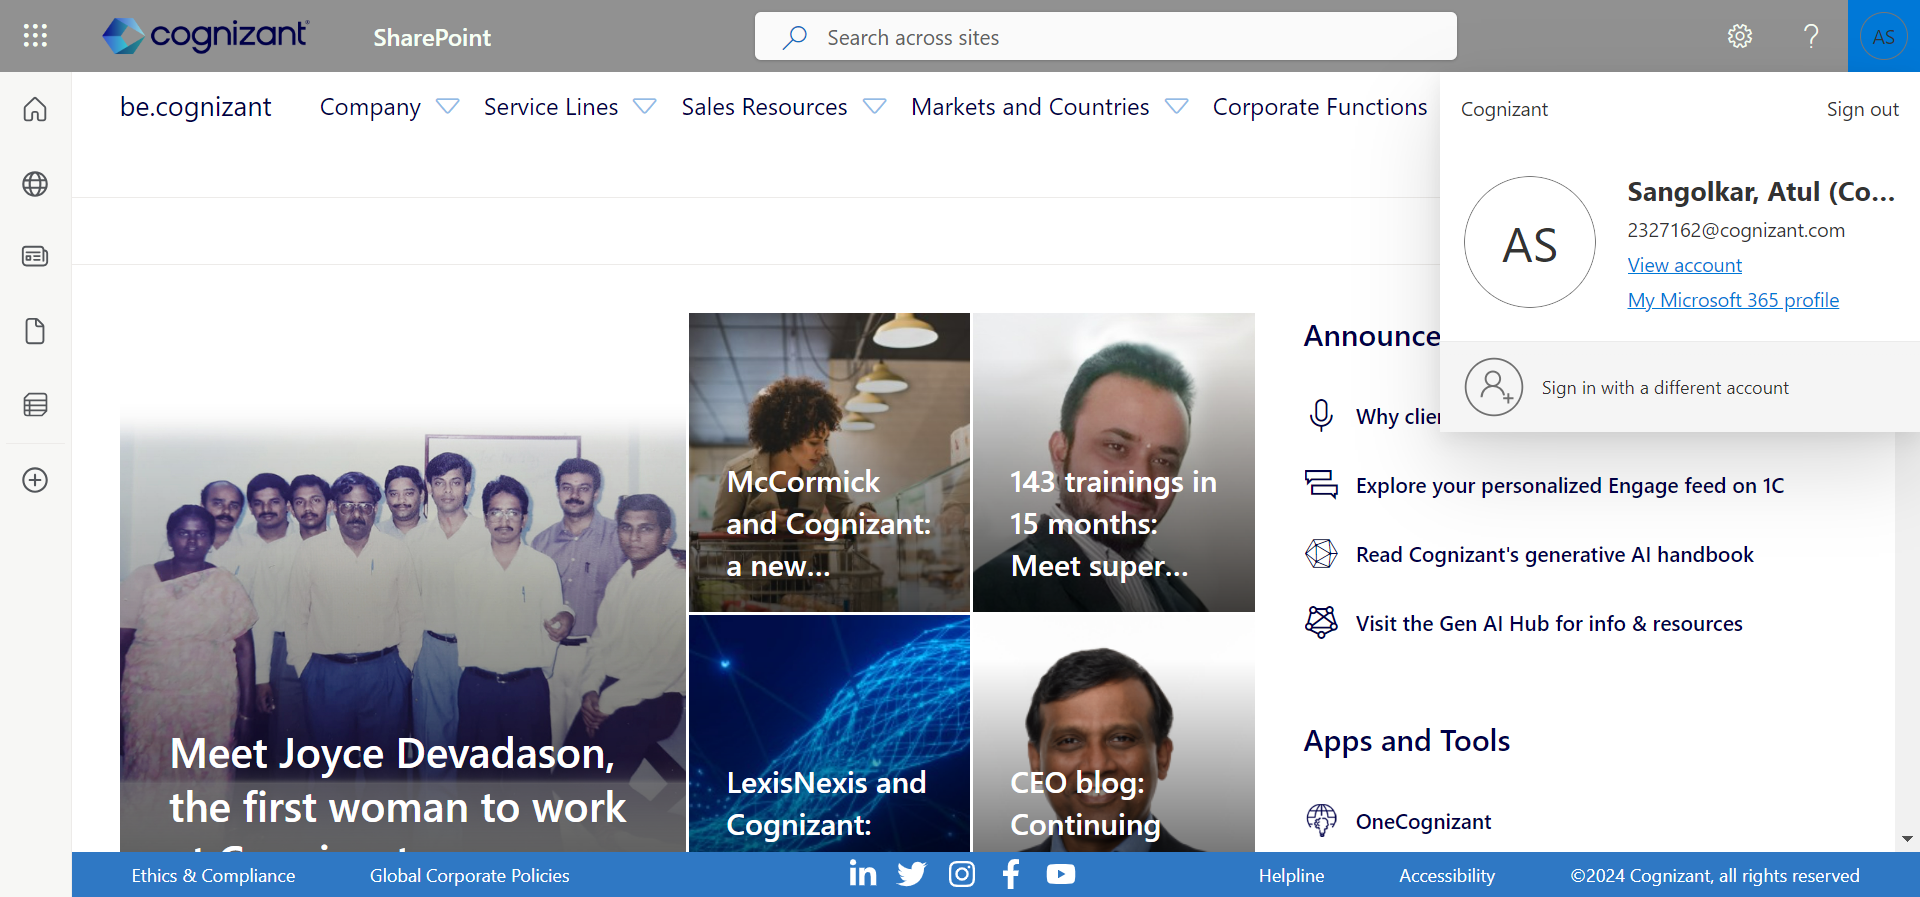 cognizant
SharePoint
Search across sites
AS
be.cognizant
Company
Service Lines
Sales Resources
Markets and Countries
Corporate Functions
Cognizant
Sign out
AS
Sangolkar, Atul (Co...
2327162@cognizant.com
View account
My Microsoft 365 profile
Sign in with a different account
Meet Joyce Devadason,
the first woman to work
McCormick
and Cognizant:
a new...
143 trainings in
15 months:
Meet super...
LexisNexis and
Cognizant:
CEO blog:
Continuing
Announce
Why clie
Explore your personalized Engage feed on 1C
Read Cognizant's generative AI handbook
Visit the Gen AI Hub for info & resources
Apps and Tools
OneCognizant
Ethics & Compliance
Global Corporate Policies
Helpline
Accessibility
©2024 Cognizant, all rights reserved